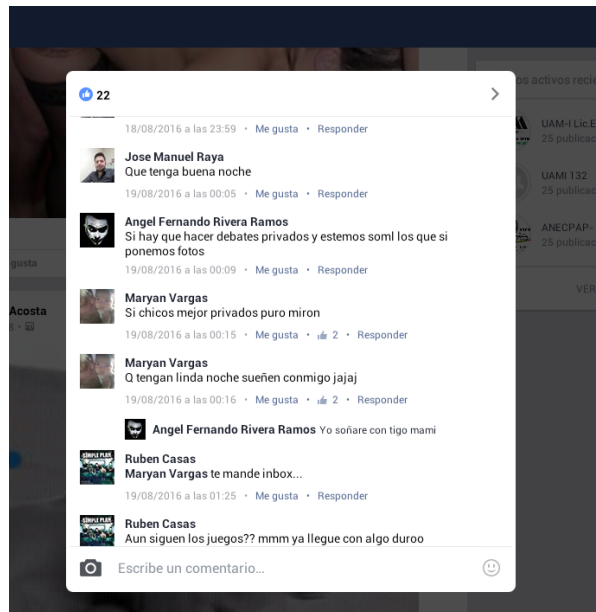 22
os activos recie
18/08/2016 a las 23:59 · Me gusta · Responder
UAM-I Lic.E
25 publicac
Jose Manuel Raya
Que tenga buena noche
19/08/2016 a las 00:05 · Me gusta · Responder
UAMI 132
25 publicac
Angel Fernando Rivera Ramos
Si hay que hacer debates privados y estemos soml los que si
ponemos fotos
19/08/2016 a las 00:09 · Me gusta · Responder
ANECPAP-
25 publicac
gusta
VER
Maryan Vargas
Si chicos mejor privados puro miron
19/08/2016 a las 00:15 · Me gusta · 2 · Responder
Acosta
Maryan Vargas
Q tengan linda noche sueñen conmigo jajaj
19/08/2016 a las 00:16 · Me gusta · 2 · Responder
Angel Fernando Rivera Ramos Yo soñare con tigo mami
SIMPLE PLAN
Ruben Casas
Maryan Vargas te mande inbox...
19/08/2016 a las 01:25 · Me gusta · Responder
SIMPLE PLAN
Ruben Casas
Aun siguen los juegos?? mmm ya llegue con algo duroo
Escribe un comentario...